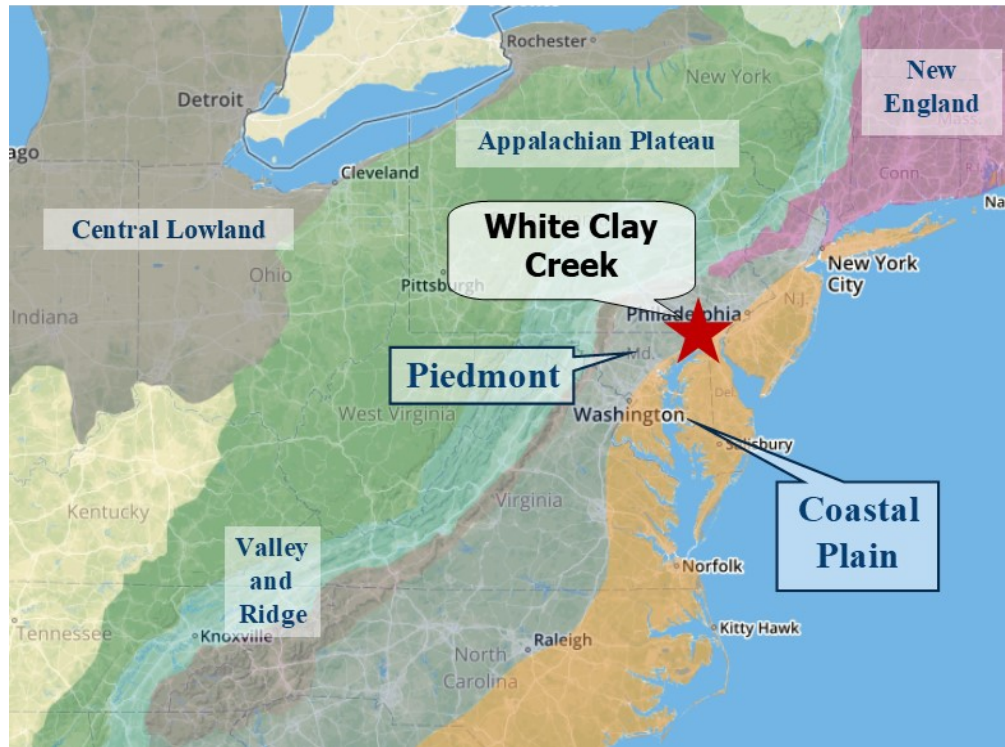 Rochester
New York
New
England
Mass.
Detroit
ago
Appalachian Plateau
Conn.
R.I.
Cleveland
Na
White Clay
Creek
Central Lowland
Ohio
Pittsburgh
New York
City
Indiana
Philadelphia
N.J.
Md.
Piedmont
West Virginia
Washington
Del.
Salisbury
Virginia
Kentucky
Coastal
Plain
Valley
and
Ridge
Norfolk
Tennessee
Knoxville
Raleigh
Kitty Hawk
North
Carolina